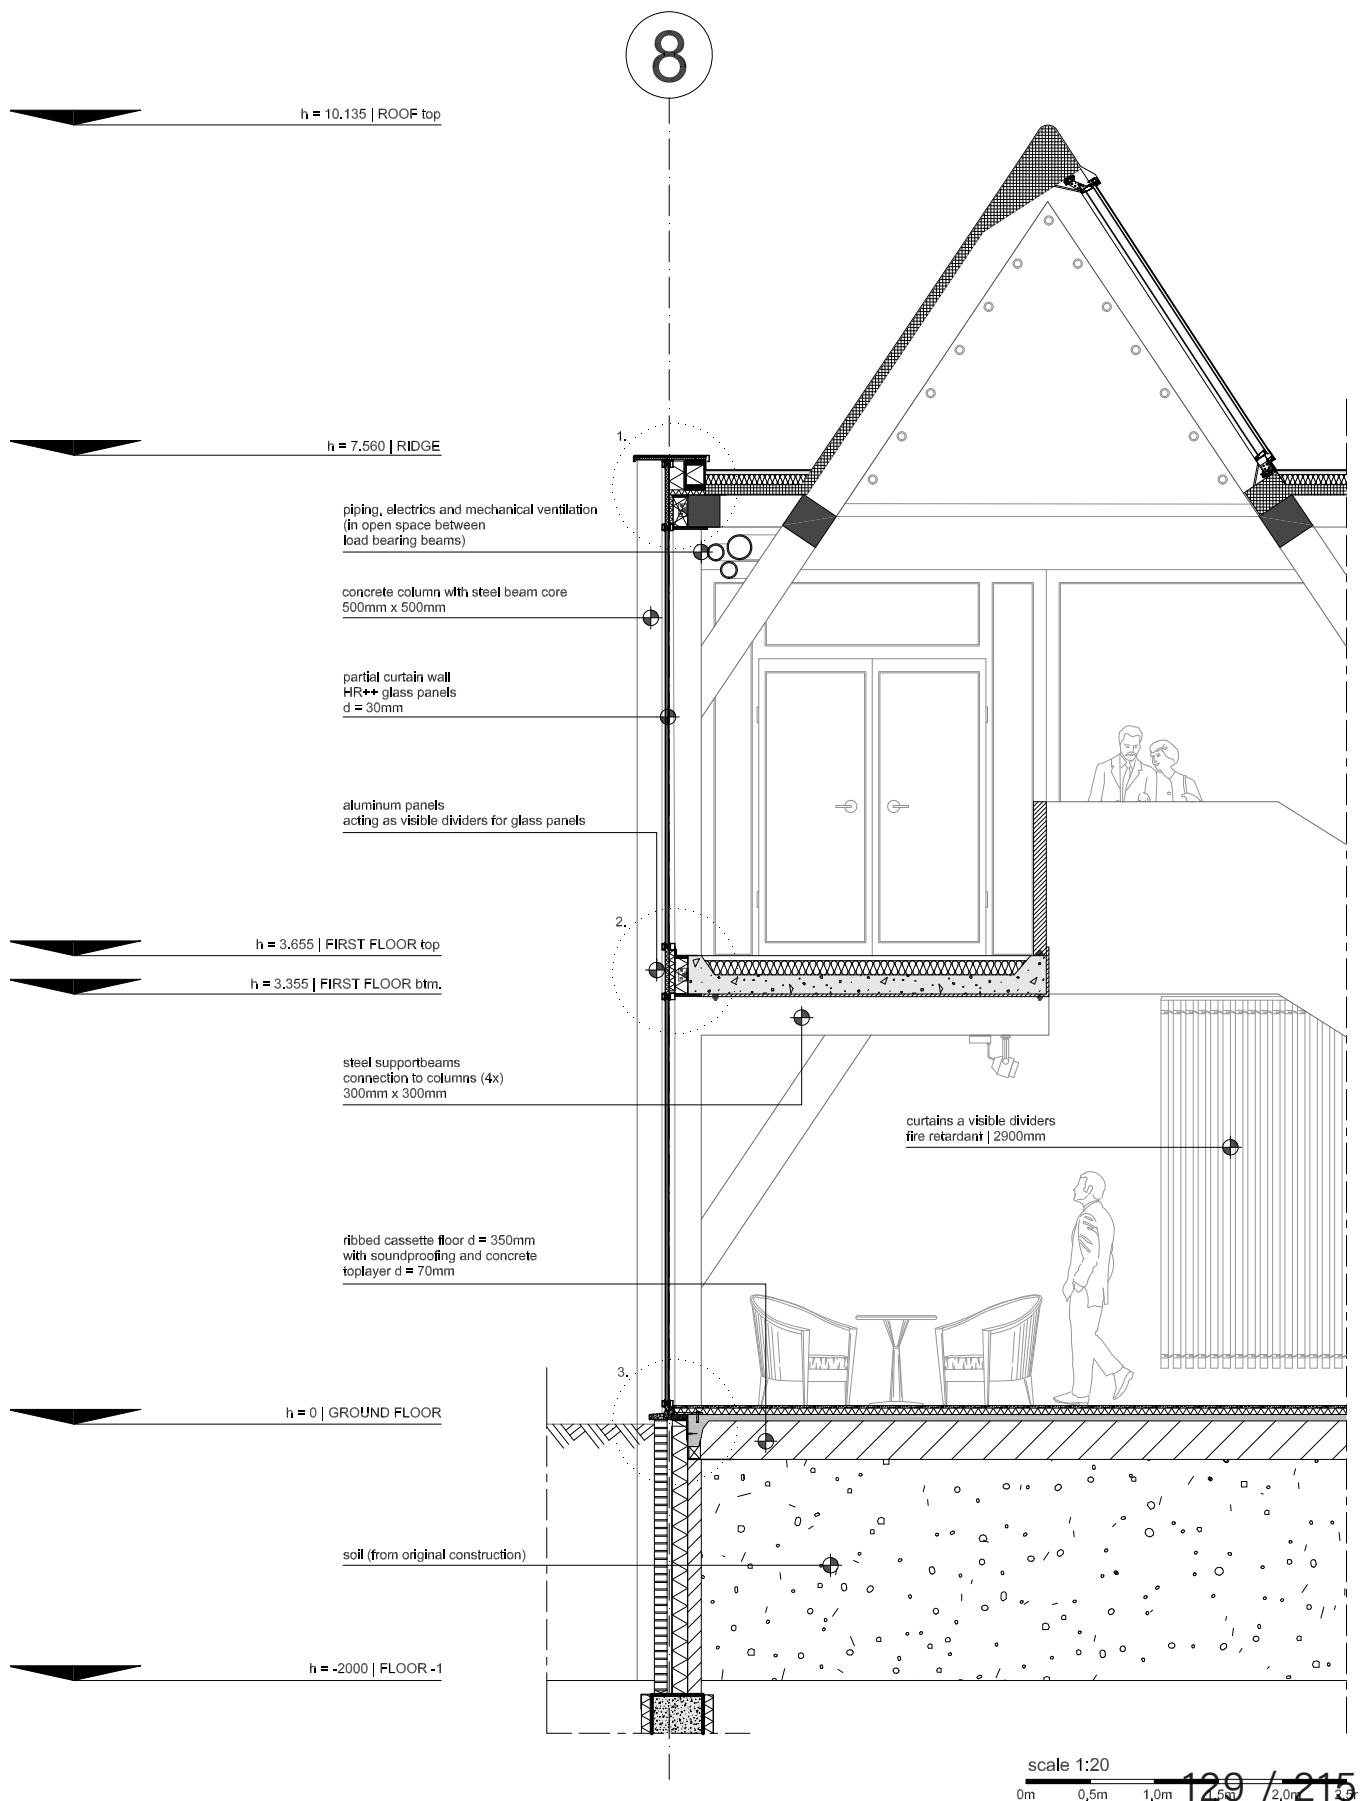 8
h = 10.135 | ROOF top
h = 7.560 | RIDGE
1.
piping, electrics and mechanical ventilation
(in open space between
load bearing beams)
concrete column with steel beam core
500mm x 500mm
partial curtain wall
HR++ glass panels
d = 30mm
aluminum panels
acting as visible dividers for glass panels
2.
h = 3.655 | FIRST FLOOR top
h = 3.355 | FIRST FLOOR btm.
steel supportbeams
connection to columns (4x)
300mm x 300mm
curtains a visible dividers
fire retardant | 2900mm
ribbed cassette floor d = 350mm
with soundproofing and concrete
toplayer d = 70mm
3.
h = 0 | GROUND FLOOR
soil (from original construction)
h = -2000 | FLOOR -1
scale 1:20
129 / 215
0m 0,5m 1,0m 1,5m 2,0m